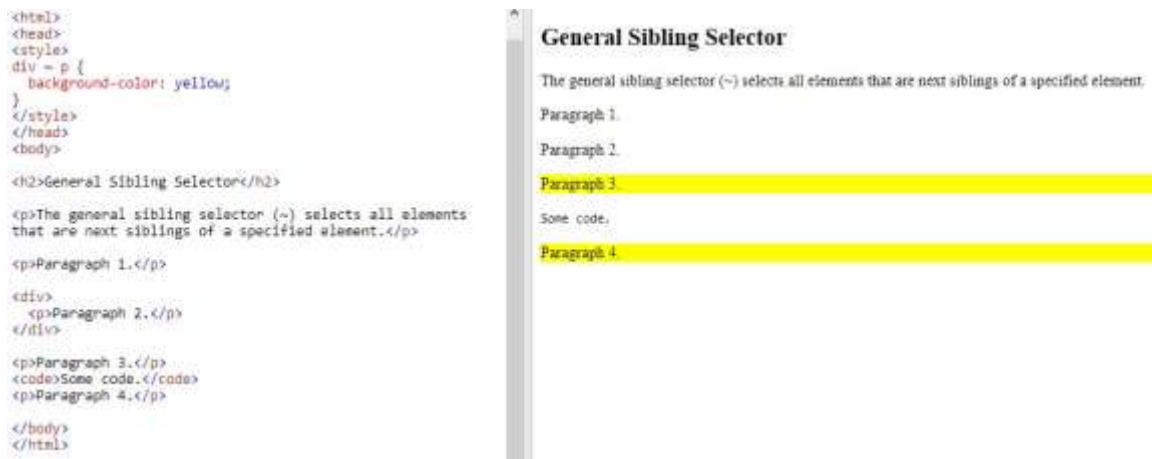 <html>
<head>
<style>
div ~ p {
  background-color: yellow;
}
</style>
</head>
<body>
<h2>General Sibling Selector</h2>
<p>The general sibling selector (~) selects all elements
that are next siblings of a specified element.</p>
<p>Paragraph 1.</p>
<div>
  <p>Paragraph 2.</p>
</div>
<p>Paragraph 3.</p>
<code>Some code.</code>
<p>Paragraph 4.</p>
</body>
</html>
General Sibling Selector
The general sibling selector (~) selects all elements that are next siblings of a specified element.
Paragraph 1.
Paragraph 2.
Paragraph 3.
Some code.
Paragraph 4.